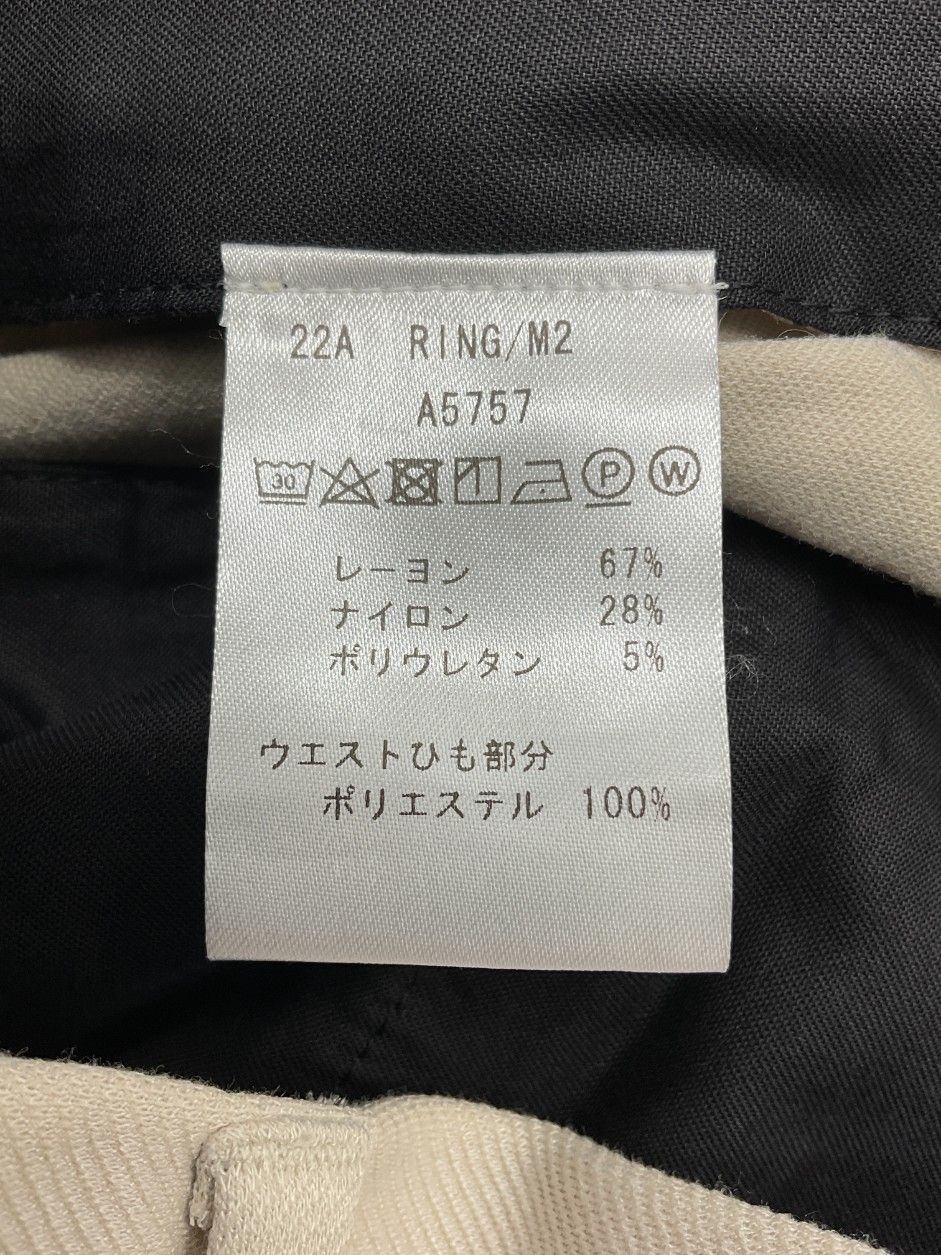 22A RING/M2
A5757
30 P W
レーヨン 67%
ナイロン 28%
ポリウレタン 5%
ウエストひも部分
ポリエステル 100%